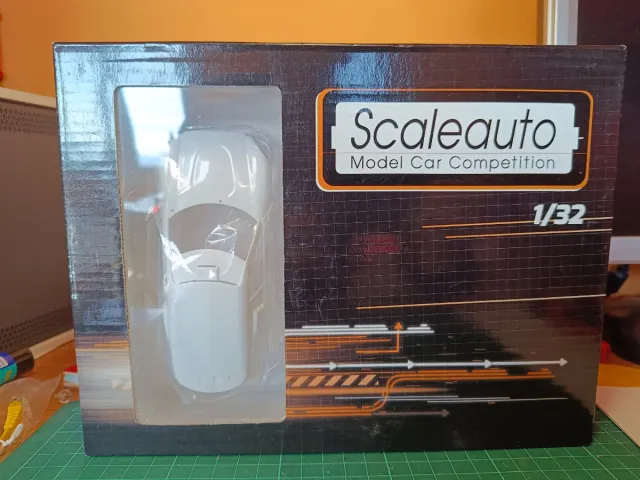 Scaleauto
Model Car Competition
1/32